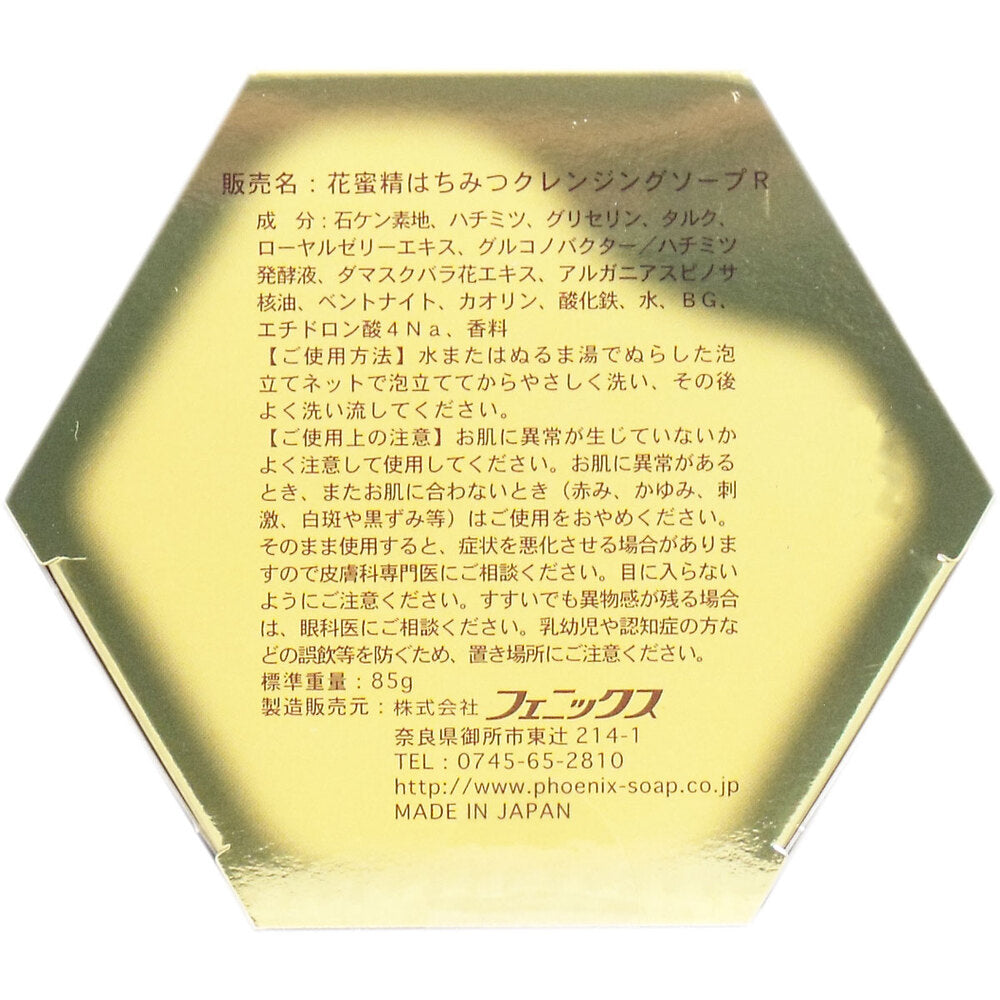 販売名：花蜜精はちみつクレンジングソープＲ
成　分：石ケン素地、ハチミツ、グリセリン、タルク、
ローヤルゼリーエキス、グルコノバクター／ハチミツ
発酵液、ダマスクバラ花エキス、アルガニアスピノサ
核油、ベントナイト、カオリン、酸化鉄、水、ＢＧ、
エチドロン酸４Ｎａ、香料
【ご使用方法】水またはぬるま湯でぬらした泡
立てネットで泡立ててからやさしく洗い、その後
よく洗い流してください。
【ご使用上の注意】お肌に異常が生じていないか
よく注意して使用してください。お肌に異常がある
とき、またお肌に合わないとき（赤み、かゆみ、刺
激、白斑や黒ずみ等）はご使用をおやめください。
そのまま使用すると、症状を悪化させる場合がありま
すので皮膚科専門医にご相談ください。目に入らない
ようにご注意ください。すすいでも異物感が残る場合
は、眼科医にご相談ください。乳幼児や認知症の方な
どの誤飲等を防ぐため、置き場所にご注意ください。
標準重量：85g
製造販売元：株式会社 フェニックス
奈良県御所市東辻 214-1
TEL：0745-65-2810
http://www.phoenix-soap.co.jp
MADE IN JAPAN